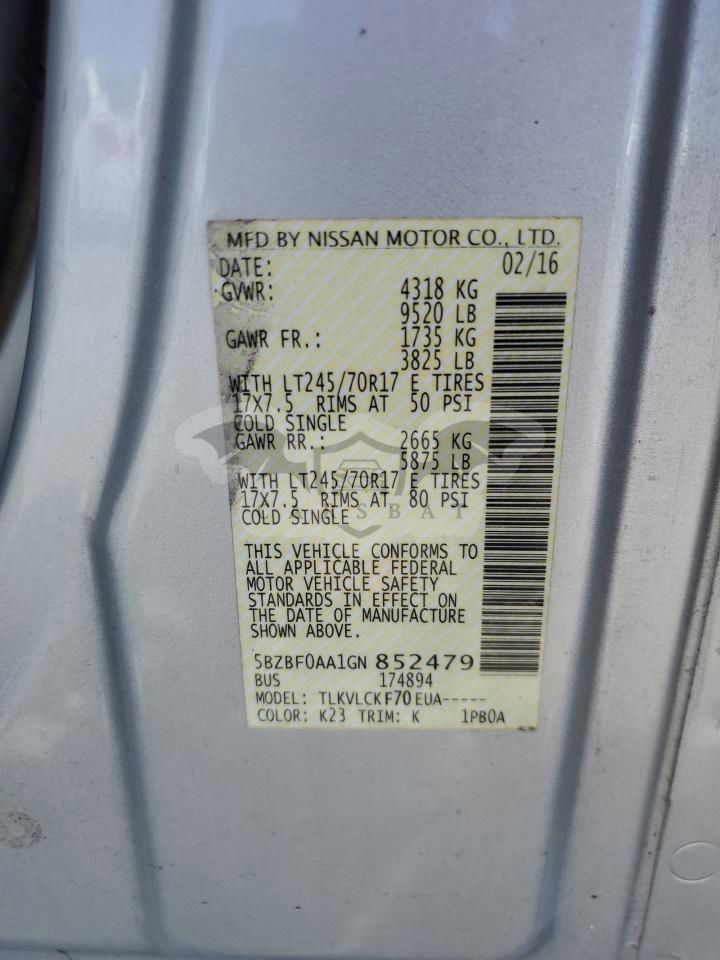 MFD BY NISSAN MOTOR CO., LTD.
DATE: 02/16
GVWR: 4318 KG
9520 LB
GAWR FR.: 1735 KG
3825 LB
WITH LT245/70R17 E TIRES
17X7.5 RIMS AT 50 PSI
COLD SINGLE
GAWR RR.: 2665 KG
5875 LB
WITH LT245/70R17 E TIRES
17X7.5 RIMS AT 80 PSI
COLD SINGLE
THIS VEHICLE CONFORMS TO
ALL APPLICABLE FEDERAL
MOTOR VEHICLE SAFETY
STANDARDS IN EFFECT ON
THE DATE OF MANUFACTURE
SHOWN ABOVE.
5BZBF0AA1GN 852479
BUS 174894
MODEL: TLKVLCKF70EUA-----
COLOR: K23 TRIM: K 1PB0A